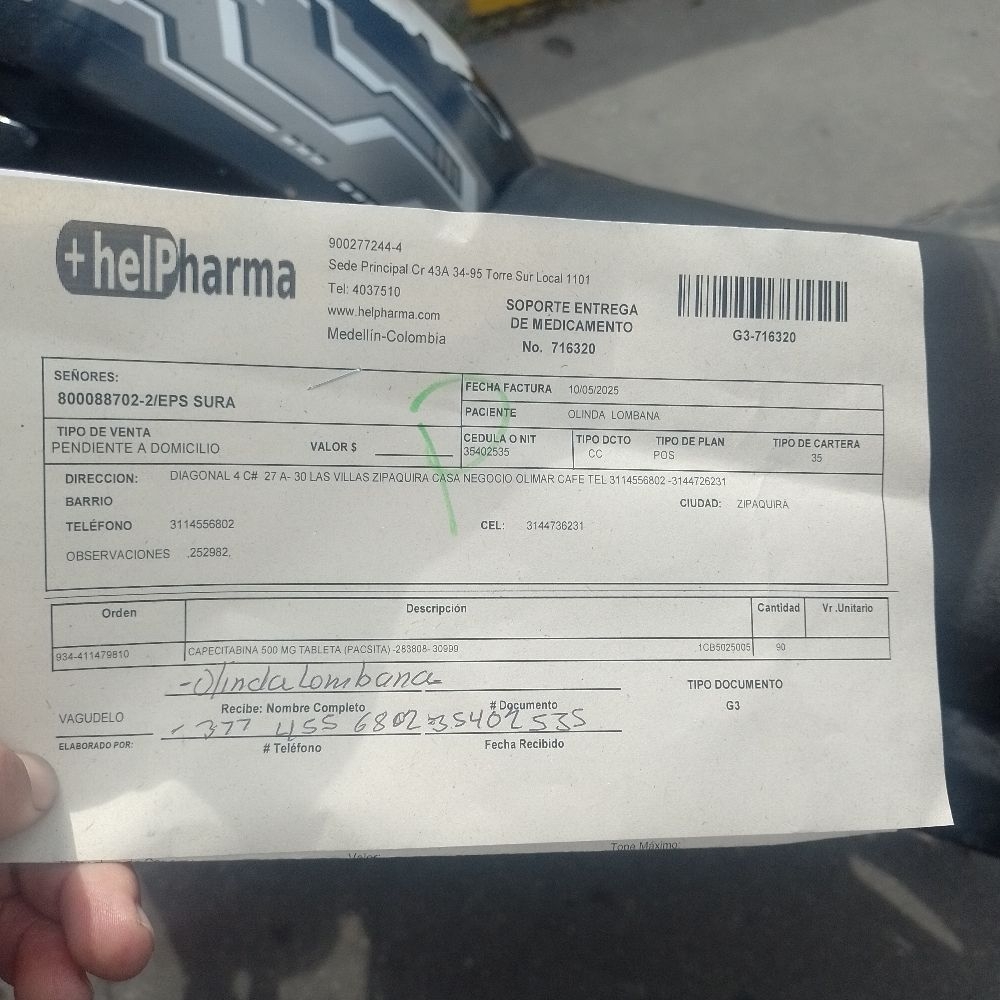 +helPharma
900277244-4
Sede Principal Cr 43A 34-95 Torre Sur Local 1101
Tel: 4037510
www.helpharma.com
Medellín-Colombia
SOPORTE ENTREGA
DE MEDICAMENTO
No. 716320
G3-716320
SEÑORES:
800088702-2/EPS SURA
FECHA FACTURA 10/05/2025
PACIENTE OLINDA LOMBANA
TIPO DE VENTA
PENDIENTE A DOMICILIO
VALOR $
CEDULA O NIT
35402535
TIPO DCTO
CC
TIPO DE PLAN
POS
TIPO DE CARTERA
35
DIRECCION: DIAGONAL 4 C# 27 A- 30 LAS VILLAS ZIPAQUIRA CASA NEGOCIO OLIMAR CAFE TEL 3114556802 -3144726231
BARRIO
CIUDAD: ZIPAQUIRÁ
TELÉFONO 3114556802
CEL: 3144736231
OBSERVACIONES .252982.
P
Orden Descripción Cantidad Vr .Unitario
934-411479810 CAPECITABINA 500 MG TABLETA (PACSITA) -283808- 30999 1CB5025005 90
-Olinda Lombana
Recibe: Nombre Completo # Documento
TIPO DOCUMENTO
G3
VAGUDELO
- 377 455 6802 35402535
ELABORADO POR:
# Teléfono Fecha Recibido
Valor: Tope Máximo: